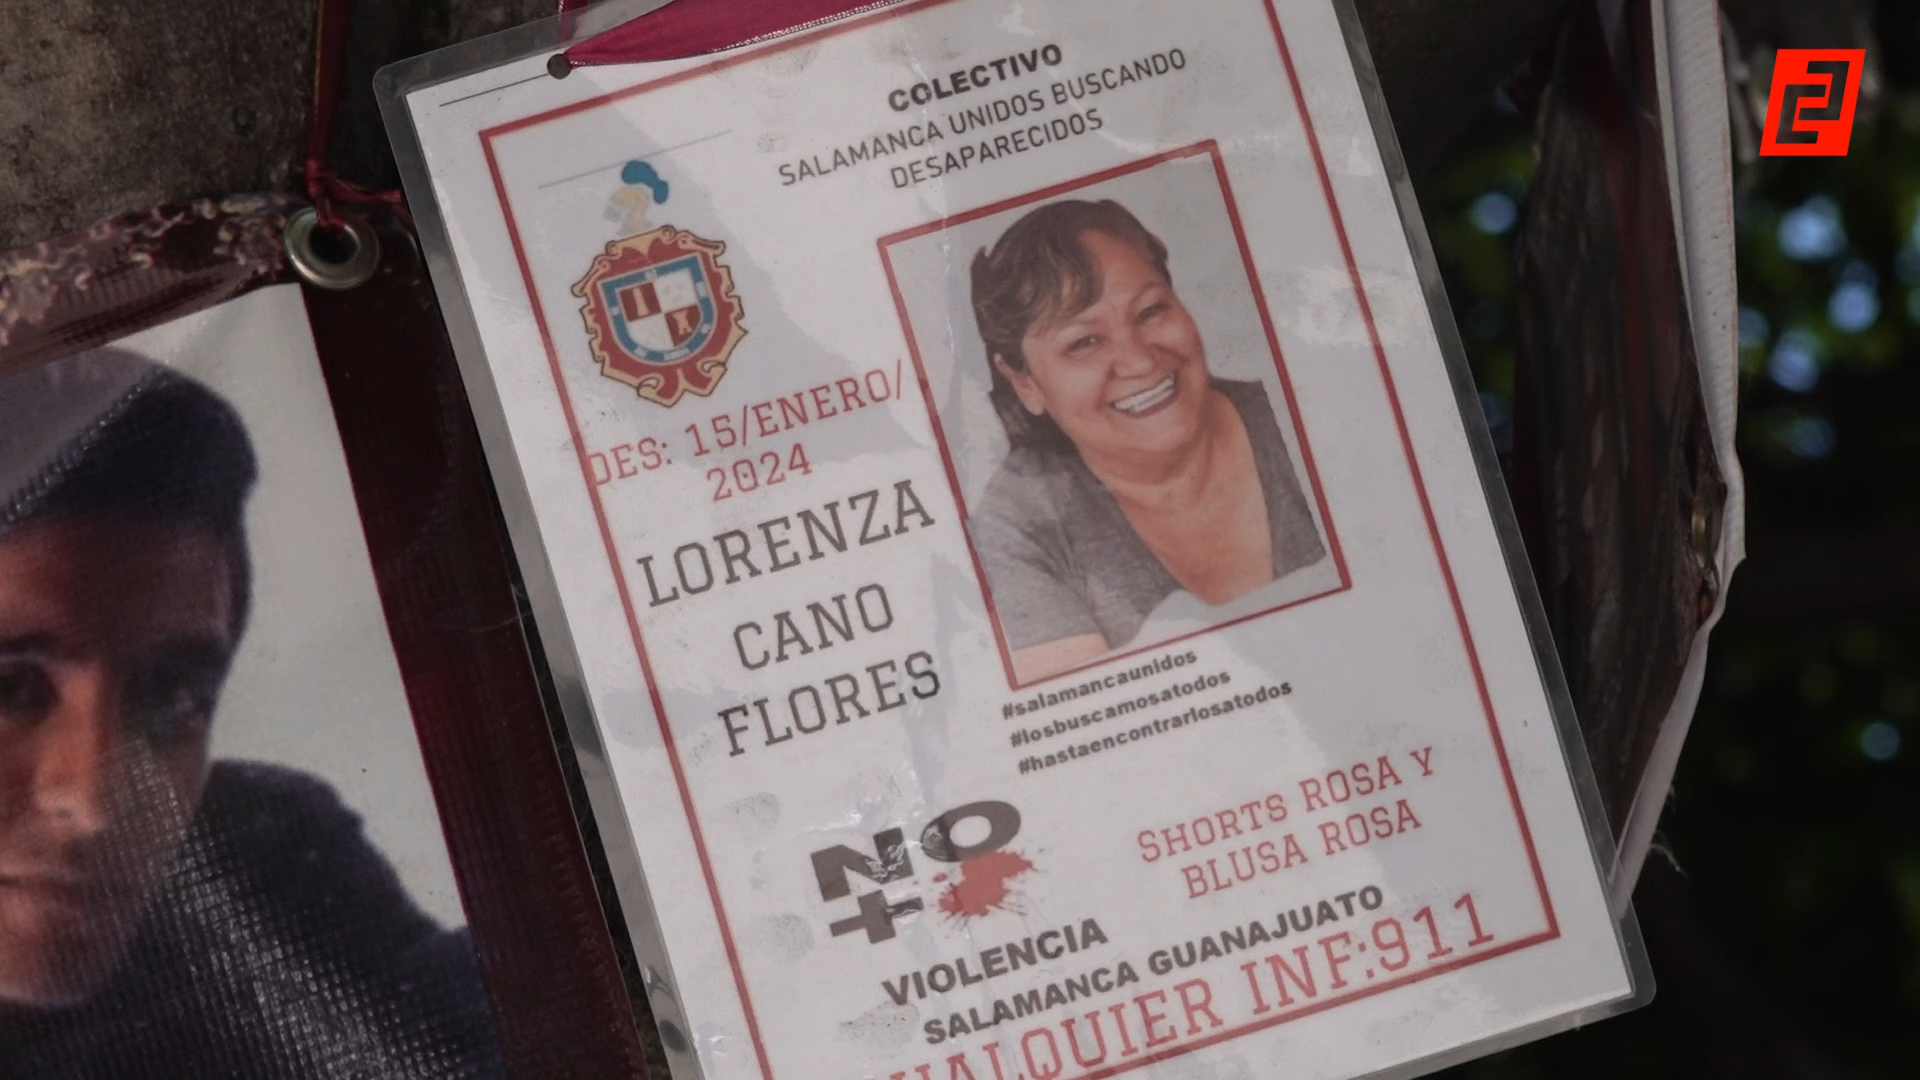 COLECTIVO
SALAMANCA UNIDOS BUSCANDO
DESAPARECIDOS
DES: 15/ENERO/
2024
LORENZA
CANO
FLORES
#salamancaunidos
#losbuscamosatodos
#hastaencontrarlosatodos
NO
+
VIOLENCIA
SHORTS ROSA Y
BLUSA ROSA
SALAMANCA GUANAJUATO
UALQUIER INF:911